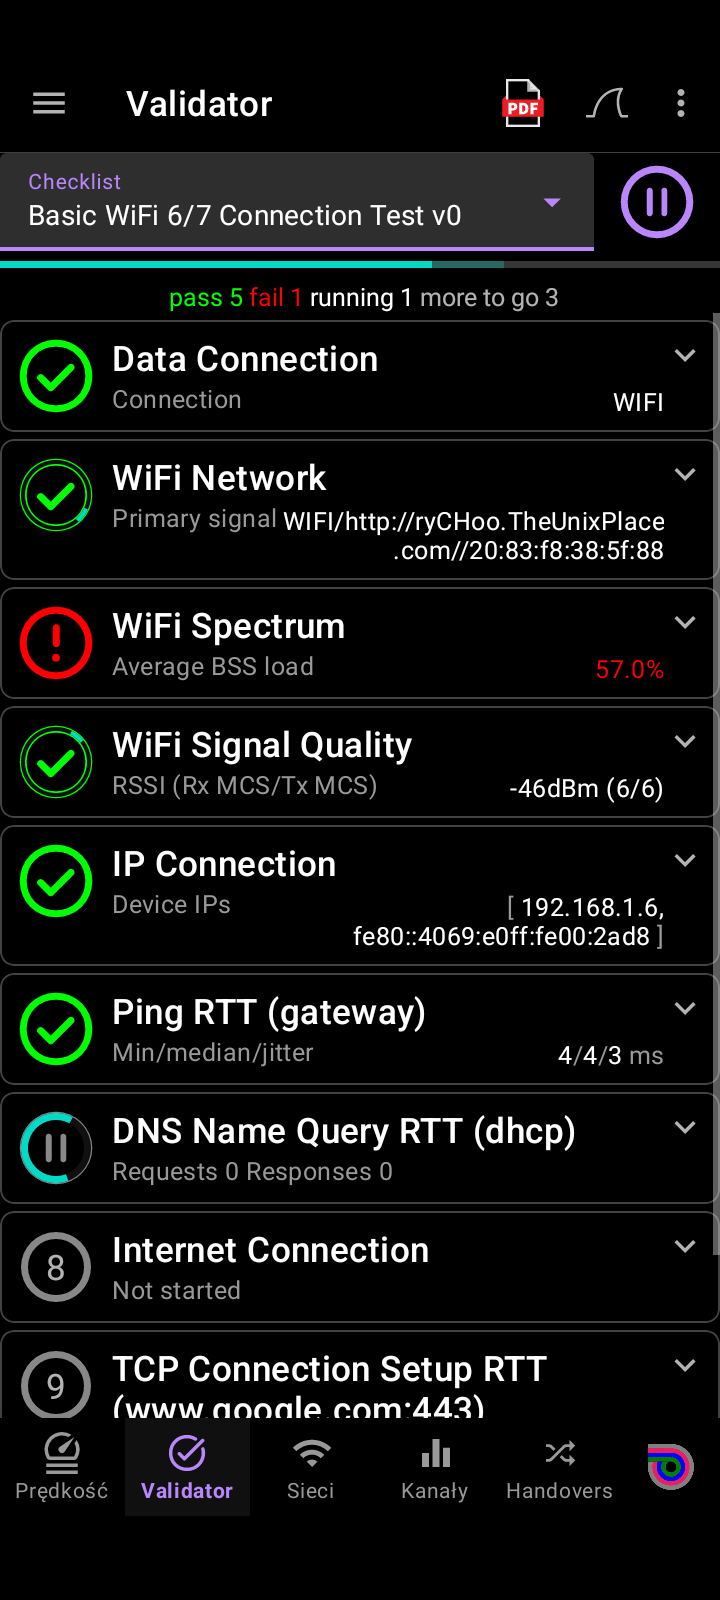 Validator
PDF
Checklist
Basic WiFi 6/7 Connection Test v0
pass 5 fail 1 running 1 more to go 3
Data Connection
Connection WIFI
WiFi Network
Primary signal WIFI/http://ryCHoo.TheUnixPlace
.com//20:83:f8:38:5f:88
WiFi Spectrum
Average BSS load 57.0%
WiFi Signal Quality
RSSI (Rx MCS/Tx MCS) -46dBm (6/6)
IP Connection
Device IPs [ 192.168.1.6,
fe80::4069:e0ff:fe00:2ad8 ]
Ping RTT (gateway)
Min/median/jitter 4/4/3 ms
DNS Name Query RTT (dhcp)
Requests 0 Responses 0
8 Internet Connection
Not started
9 TCP Connection Setup RTT
(www.google.com:443)
Prędkość Validator Sieci Kanały Handovers